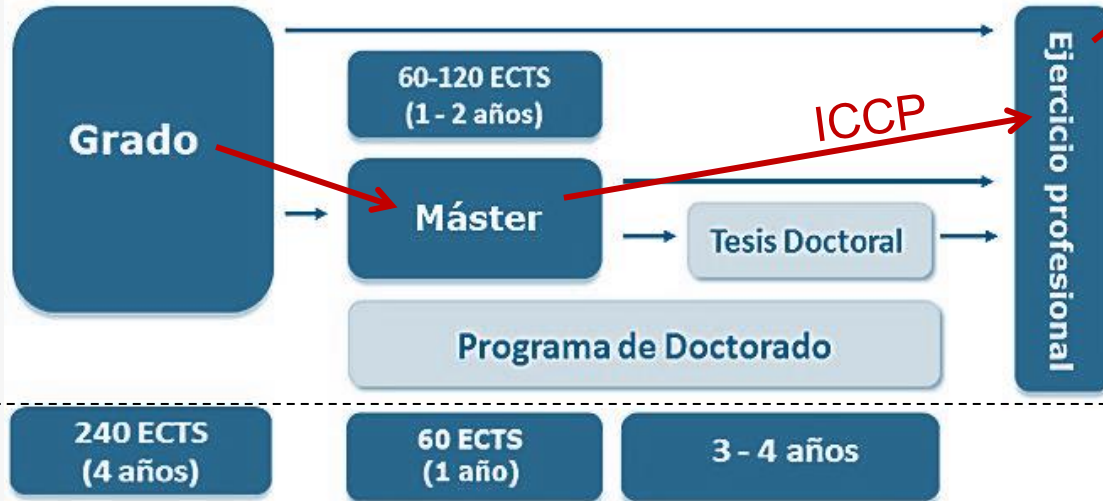 Grado
60-120 ECTS
(1 - 2 años)
ICCP
Máster
Tesis Doctoral
Programa de Doctorado
Ejercicio profesional
240 ECTS
(4 años)
60 ECTS
(1 año)
3 - 4 años